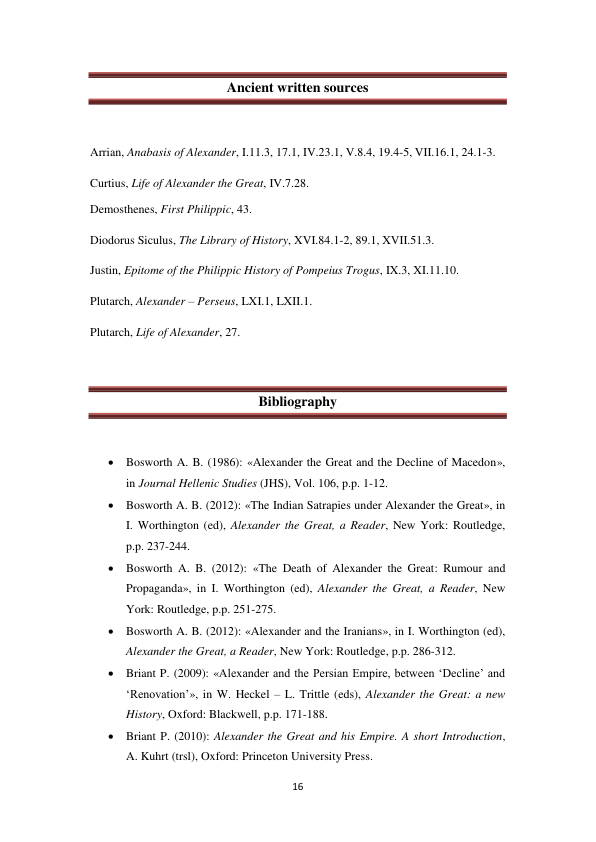 Ancient written sources
Arrian, Anabasis of Alexander, I.11.3, 17.1, IV.23.1, V.8.4, 19.4-5, VII.16.1, 24.1-3.
Curtius, Life of Alexander the Great, IV.7.28.
Demosthenes, First Philippic, 43.
Diodorus Siculus, The Library of History, XVI.84.1-2, 89.1, XVII.51.3.
Justin, Epitome of the Philippic History of Pompeius Trogus, IX.3, XI.11.10.
Plutarch, Alexander – Perseus, LXI.1, LXII.1.
Plutarch, Life of Alexander, 27.
Bibliography
• Bosworth A. B. (1986): «Alexander the Great and the Decline of Macedon»,
in Journal Hellenic Studies (JHS), Vol. 106, p.p. 1-12.
• Bosworth A. B. (2012): «The Indian Satrapies under Alexander the Great», in
I. Worthington (ed), Alexander the Great, a Reader, New York: Routledge,
p.p. 237-244.
• Bosworth A. B. (2012): «The Death of Alexander the Great: Rumour and
Propaganda», in I. Worthington (ed), Alexander the Great, a Reader, New
York: Routledge, p.p. 251-275.
• Bosworth A. B. (2012): «Alexander and the Iranians», in I. Worthington (ed),
Alexander the Great, a Reader, New York: Routledge, p.p. 286-312.
• Briant P. (2009): «Alexander and the Persian Empire, between ‘Decline’ and
‘Renovation’», in W. Heckel – L. Trittle (eds), Alexander the Great: a new
History, Oxford: Blackwell, p.p. 171-188.
• Briant P. (2010): Alexander the Great and his Empire. A short Introduction,
A. Kuhrt (trsl), Oxford: Princeton University Press.
16